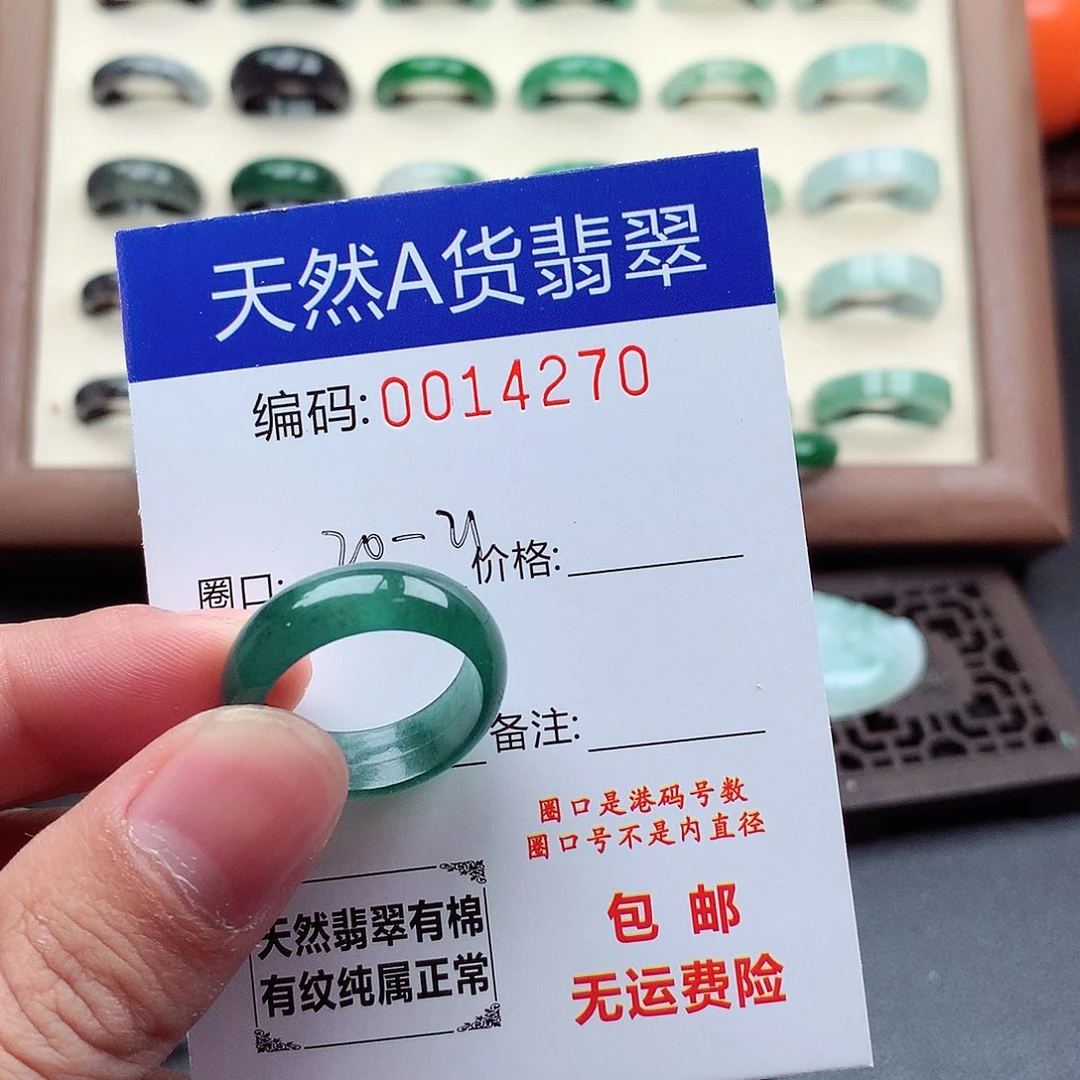 天然A货翡翠
编码:0014270
圈口:
价格:
备注:
圈口是港码号数
圈口号不是内直径
天然翡翠有棉
有纹纯属正常
包 邮
无运费险